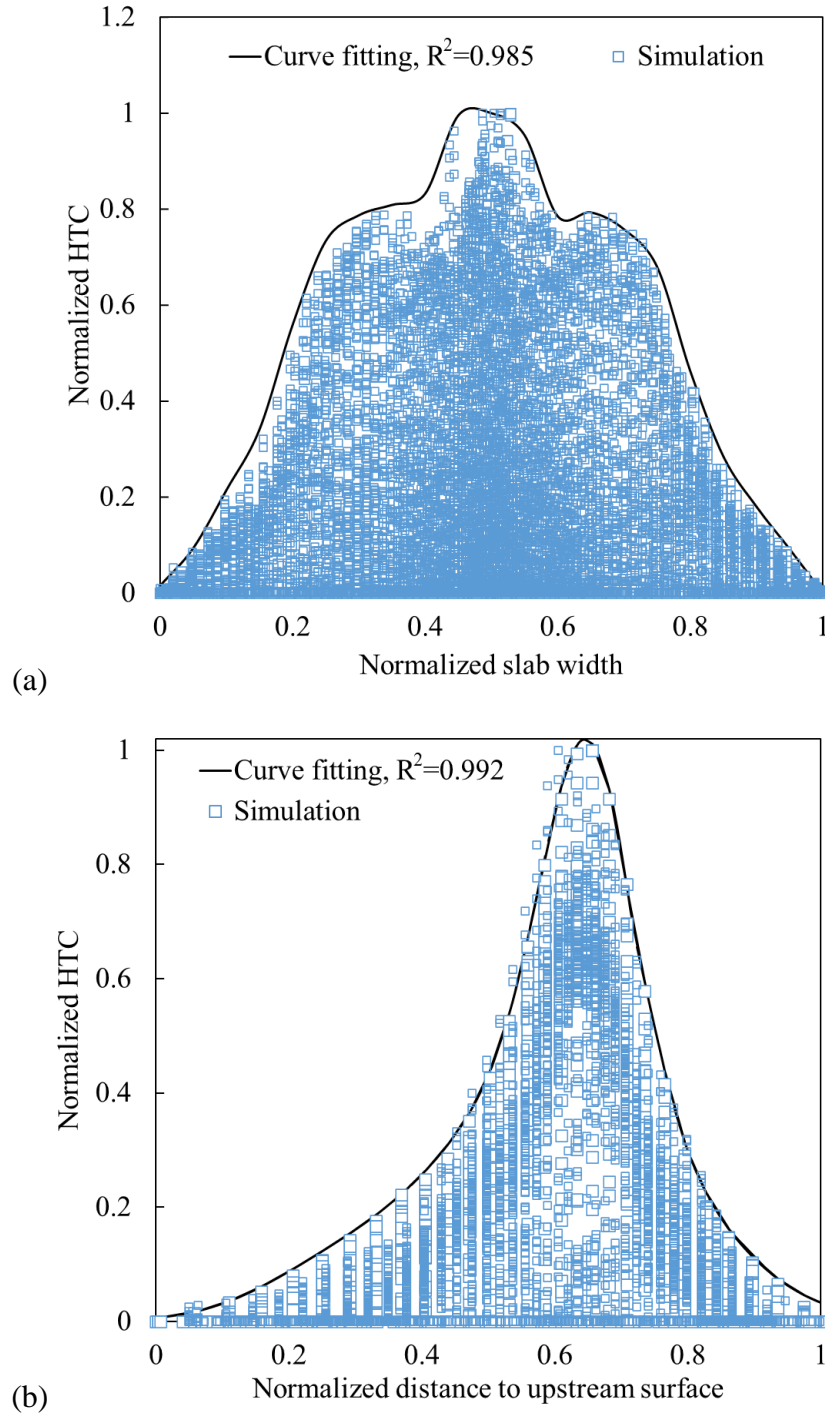 1.2
Curve fitting, R²=0.985
Simulation
1
0.8
0.6
0.4
0.2
0
Normalized HTC
0 0.2 0.4 0.6 0.8 1
Normalized slab width
(a)
1
Curve fitting, R²=0.992
Simulation
0.8
0.6
0.4
0.2
0
Normalized HTC
0 0.2 0.4 0.6 0.8 1
Normalized distance to upstream surface
(b)